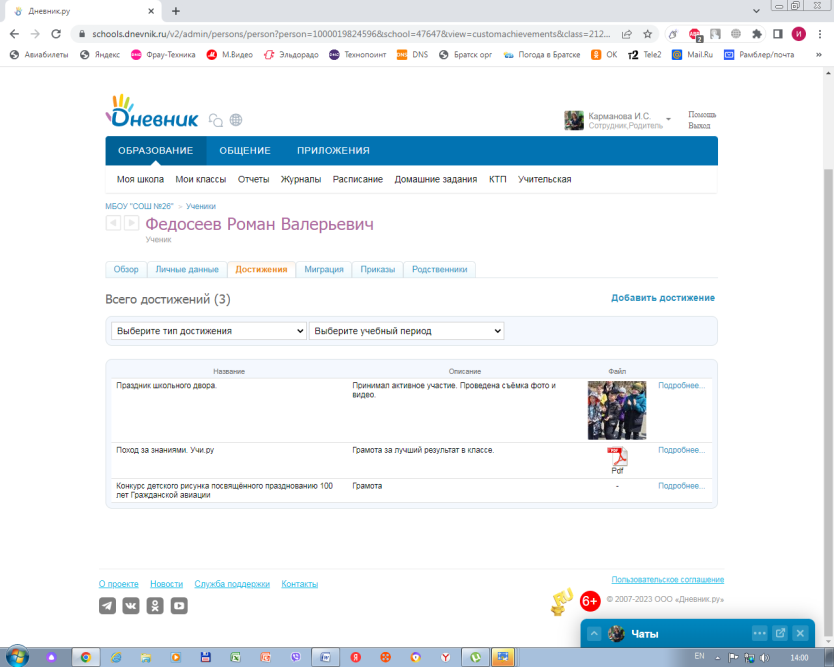 Дневник.ру
schools.dnevnik.ru/v2/admin/persons/person?person=1000019824596&school=47647&view=customachievements&class=212...
Авиабилеты Яндекс Фрау-Техника М.Видео Эльдорадо Технопоинт DNS Братск орг Погода в Братске ОК Tele2 Mail.Ru Рамблер/почта »
Дневник
Карманова И.С.
Сотрудник,Родитель
Помощь
Выход
ОБРАЗОВАНИЕ ОБЩЕНИЕ ПРИЛОЖЕНИЯ
Моя школа Мои классы Отчеты Журналы Расписание Домашние задания КТП Учительская
МБОУ "СОШ №26" > Ученики
Федосеев Роман Валерьевич
Ученик
Обзор Личные данные Достижения Миграция Приказы Родственники
Всего достижений (3) Добавить достижение
Выберите тип достижения Выберите учебный период
Название Описание Файл
Праздник школьного двора. Принимал активное участие. Проведена съёмка фото и видео. Подробнее...
Поход за знаниями. Учи.ру Грамота за лучший результат в классе. Pdf Подробнее...
Конкурс детского рисунка посвящённого празднованию 100 лет Гражданской авиации Грамота - Подробнее...
О проекте Новости Служба поддержки Контакты
Пользовательское соглашение
6+ © 2007-2023 ООО «Дневник.ру»
Чаты
EN 14:00